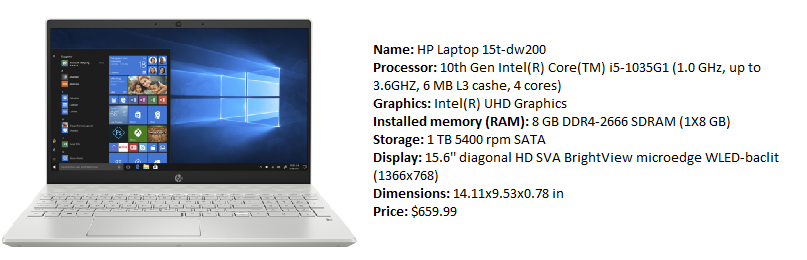 Name: HP Laptop 15t-dw200
Processor: 10th Gen Intel(R) Core(TM) i5-1035G1 (1.0 GHz, up to
3.6GHZ, 6 MB L3 cashe, 4 cores)
Graphics: Intel(R) UHD Graphics
Installed memory (RAM): 8 GB DDR4-2666 SDRAM (1X8 GB)
Storage: 1 TB 5400 rpm SATA
Display: 15.6" diagonal HD SVA BrightView microedge WLED-baclit
(1366x768)
Dimensions: 14.11x9.53x0.78 in
Price: $659.99